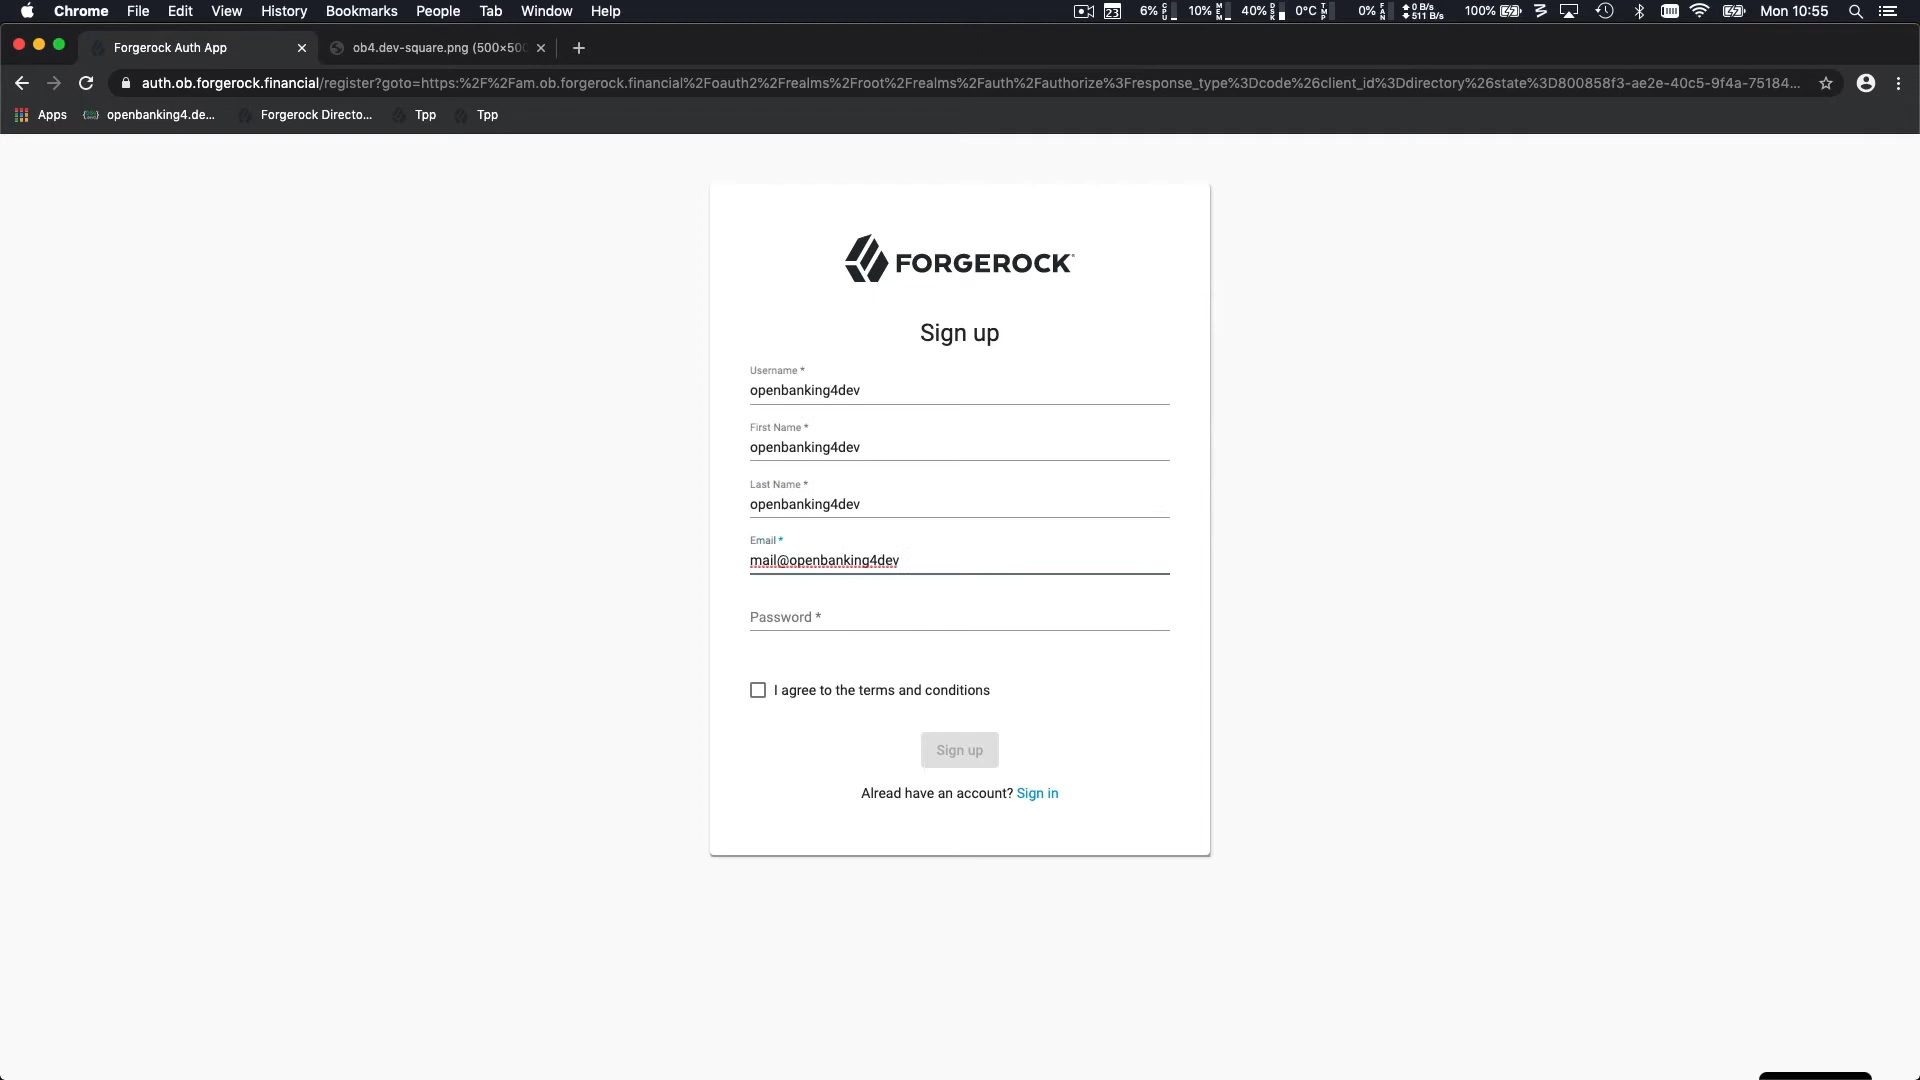 Chrome File Edit View History Bookmarks People Tab Window Help 23 6% 10% 40% 0°C 0% 0 B/s 511 B/s 100% Mon 10:55
Forgerock Auth App ob4.dev-square.png (500×500
auth.ob.forgerock.financial/register?goto=https:%2F%2Fam.ob.forgerock.financial%2Foauth2%2Frealms%2Froot%2Frealms%2Fauth%2Fauthorize%3Fresponse_type%3Dcode%26client_id%3Ddirectory%26state%3D800858f3-ae2e-40c5-9f4a-75184...
Apps openbanking4.de... Forgerock Directo... Tpp Tpp
FORGEROCK
Sign up
Username *
openbanking4dev
First Name *
openbanking4dev
Last Name *
openbanking4dev
Email *
mail@openbanking4dev
Password *
I agree to the terms and conditions
Sign up
Alread have an account? Sign in